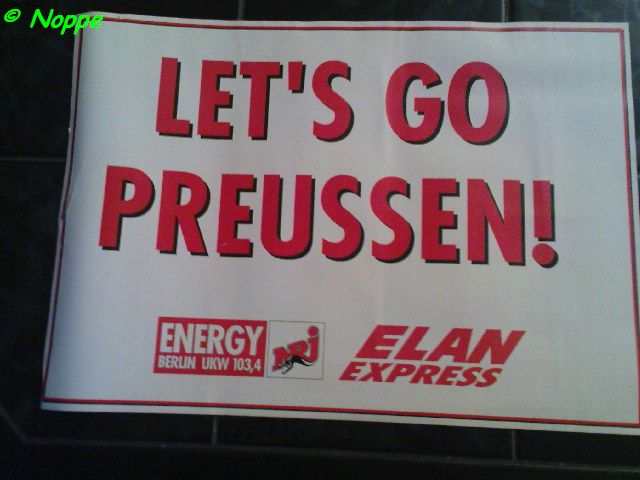 © Noppe
LET'S GO
PREUSSEN!
ENERGY
BERLIN UKW 103,4
NRJ
ELAN
EXPRESS